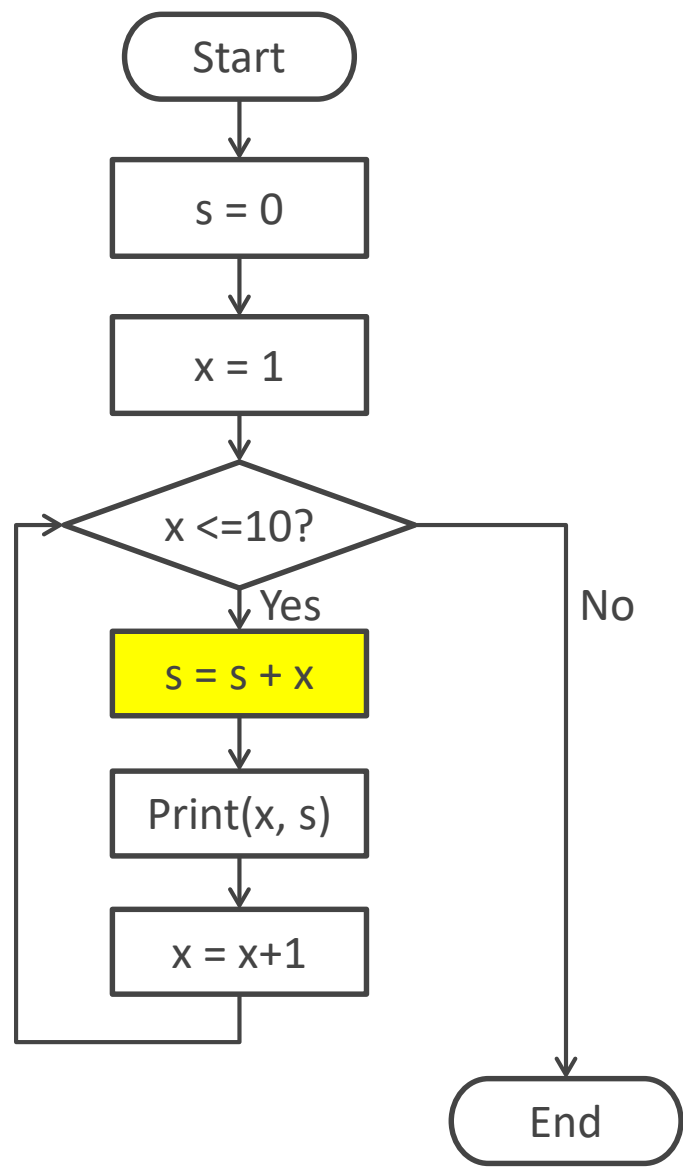 Start
s = 0
x = 1
x <=10?
Yes
No
s = s + x
Print(x, s)
x = x+1
End